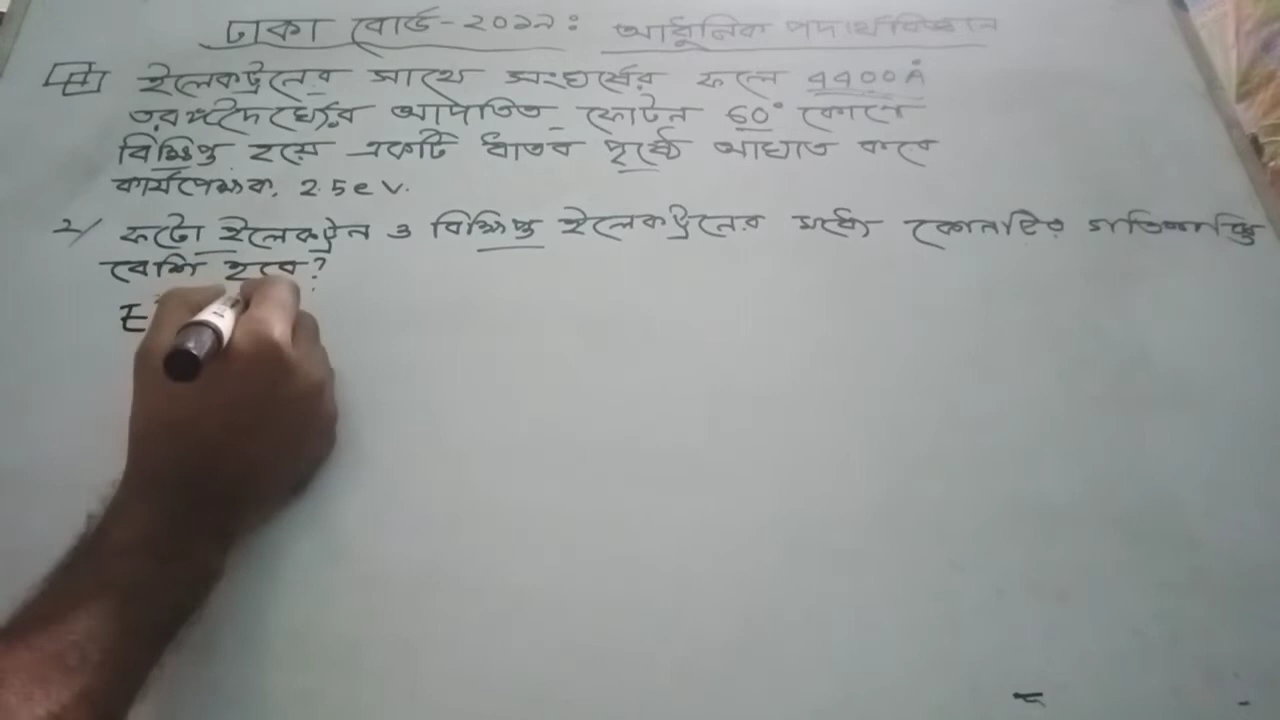 ঢাকা বোর্ড-২০১৯: আধুনিক পদার্থবিজ্ঞান
ইলেকট্রনের সাথে সংঘর্ষের ফলে 4400Å
তরঙ্গদৈর্ঘ্যের আপতিত ফোটন 60° কোণে
বিক্ষিপ্ত হয়ে একটি ধাতব পৃষ্ঠে আঘাত করে
কার্যাপেক্ষক 2.5eV.
২/ ফটো ইলেকট্রন ও বিক্ষিপ্ত ইলেকট্রনের মধ্যে কোনটির গতিশক্তি
বেশি হবে?
E